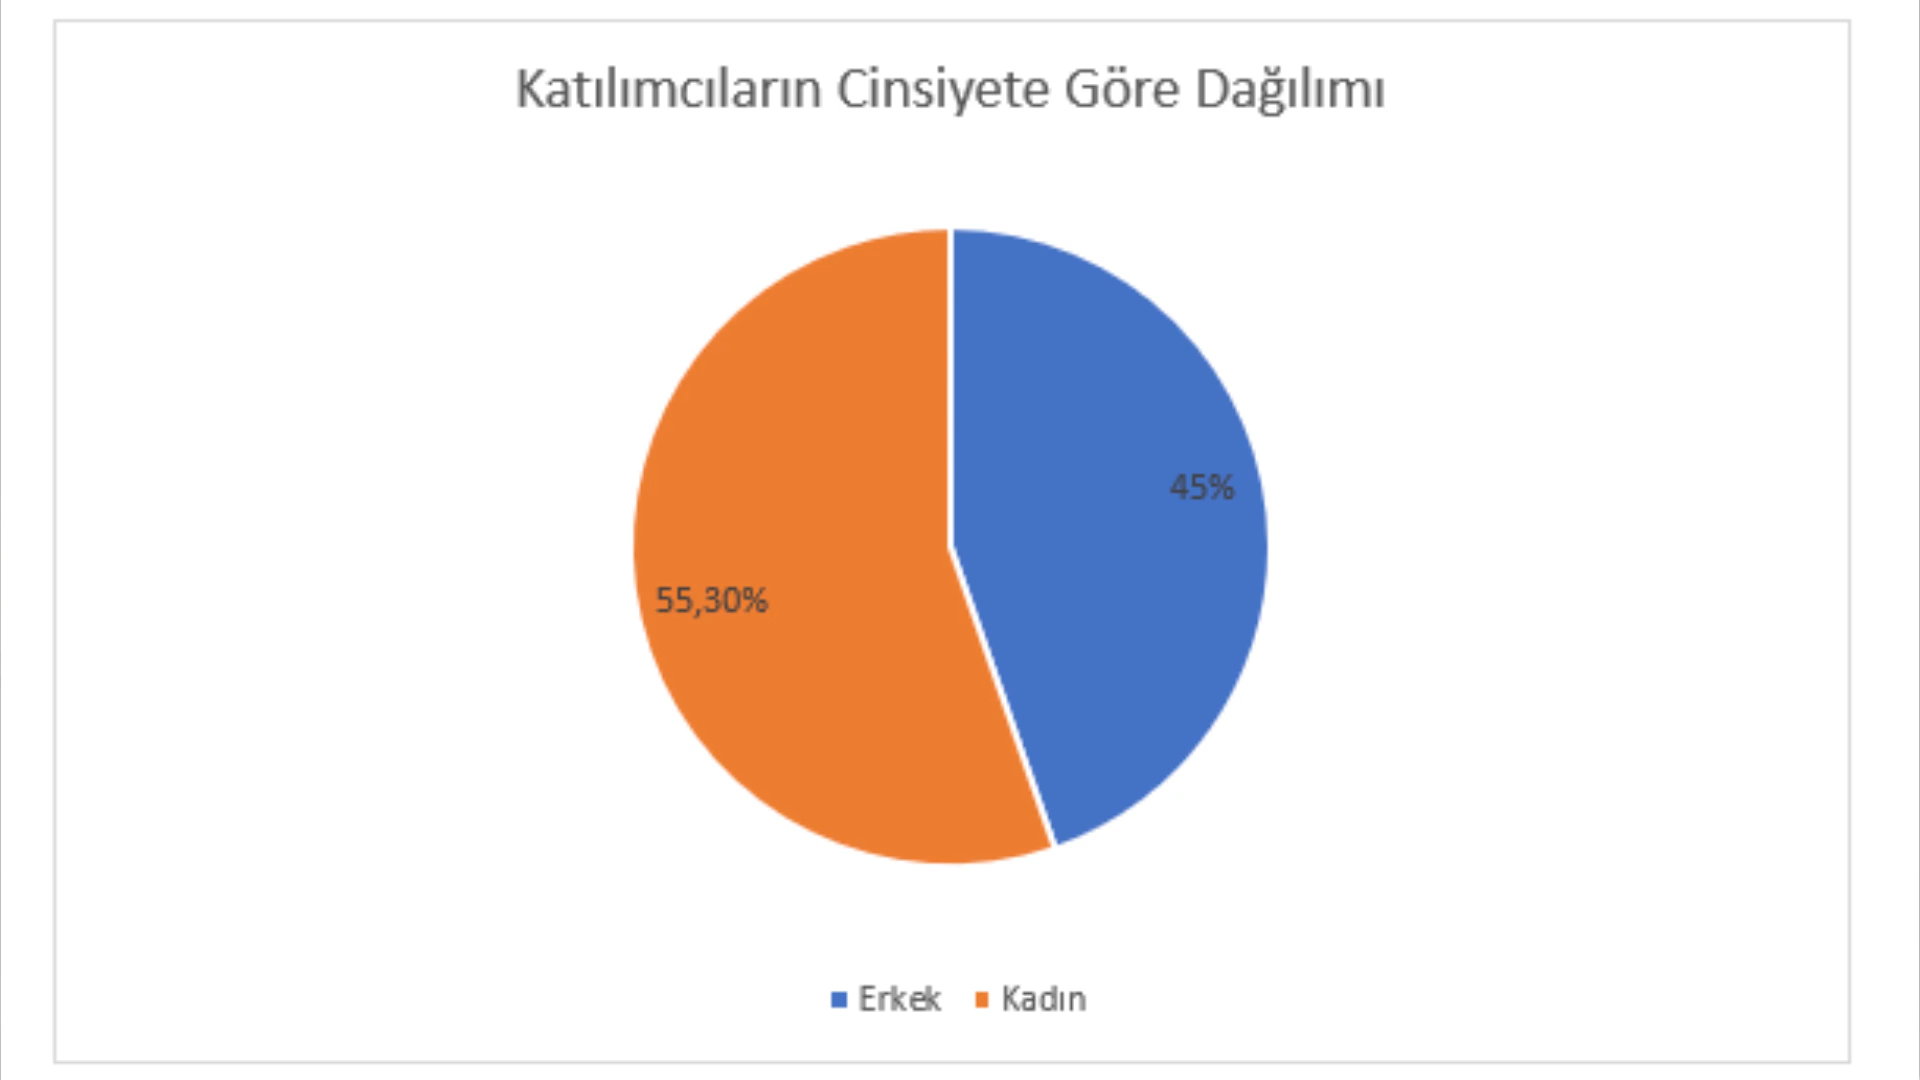 Katılımcıların Cinsiyete Göre Dağılımı
45%
55,30%
Erkek Kadın